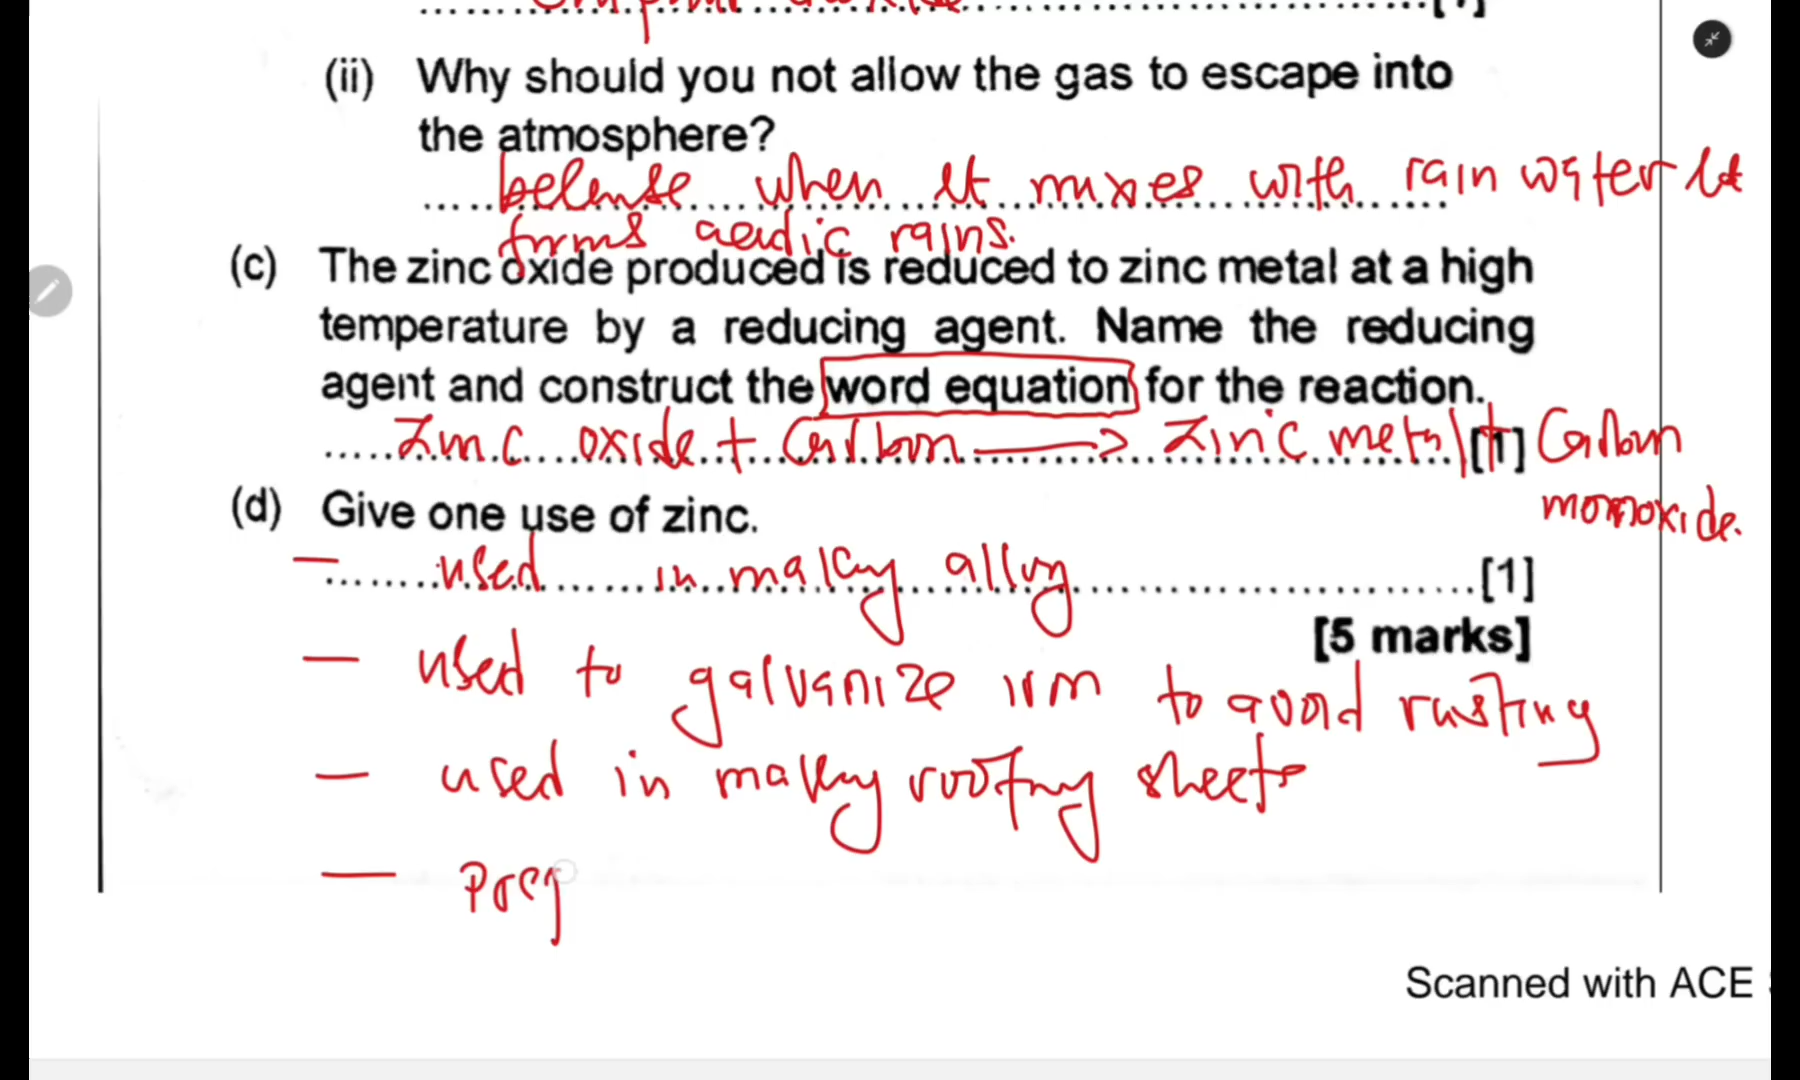 [1]
(ii) Why should you not allow the gas to escape into
the atmosphere?
when it mixes with rain water it
forms acidic rains.
(c) The zinc oxide produced is reduced to zinc metal at a high
temperature by a reducing agent. Name the reducing
agent and construct the word equation for the reaction.
Zinc oxide + Carbon → Zinc metal + Carbon
[1]
monoxide.
(d) Give one use of zinc.
— used in making alloy [1]
[5 marks]
— used to galvanize iron to avoid rusting
— used in making roofing sheets
—
Scanned with ACE